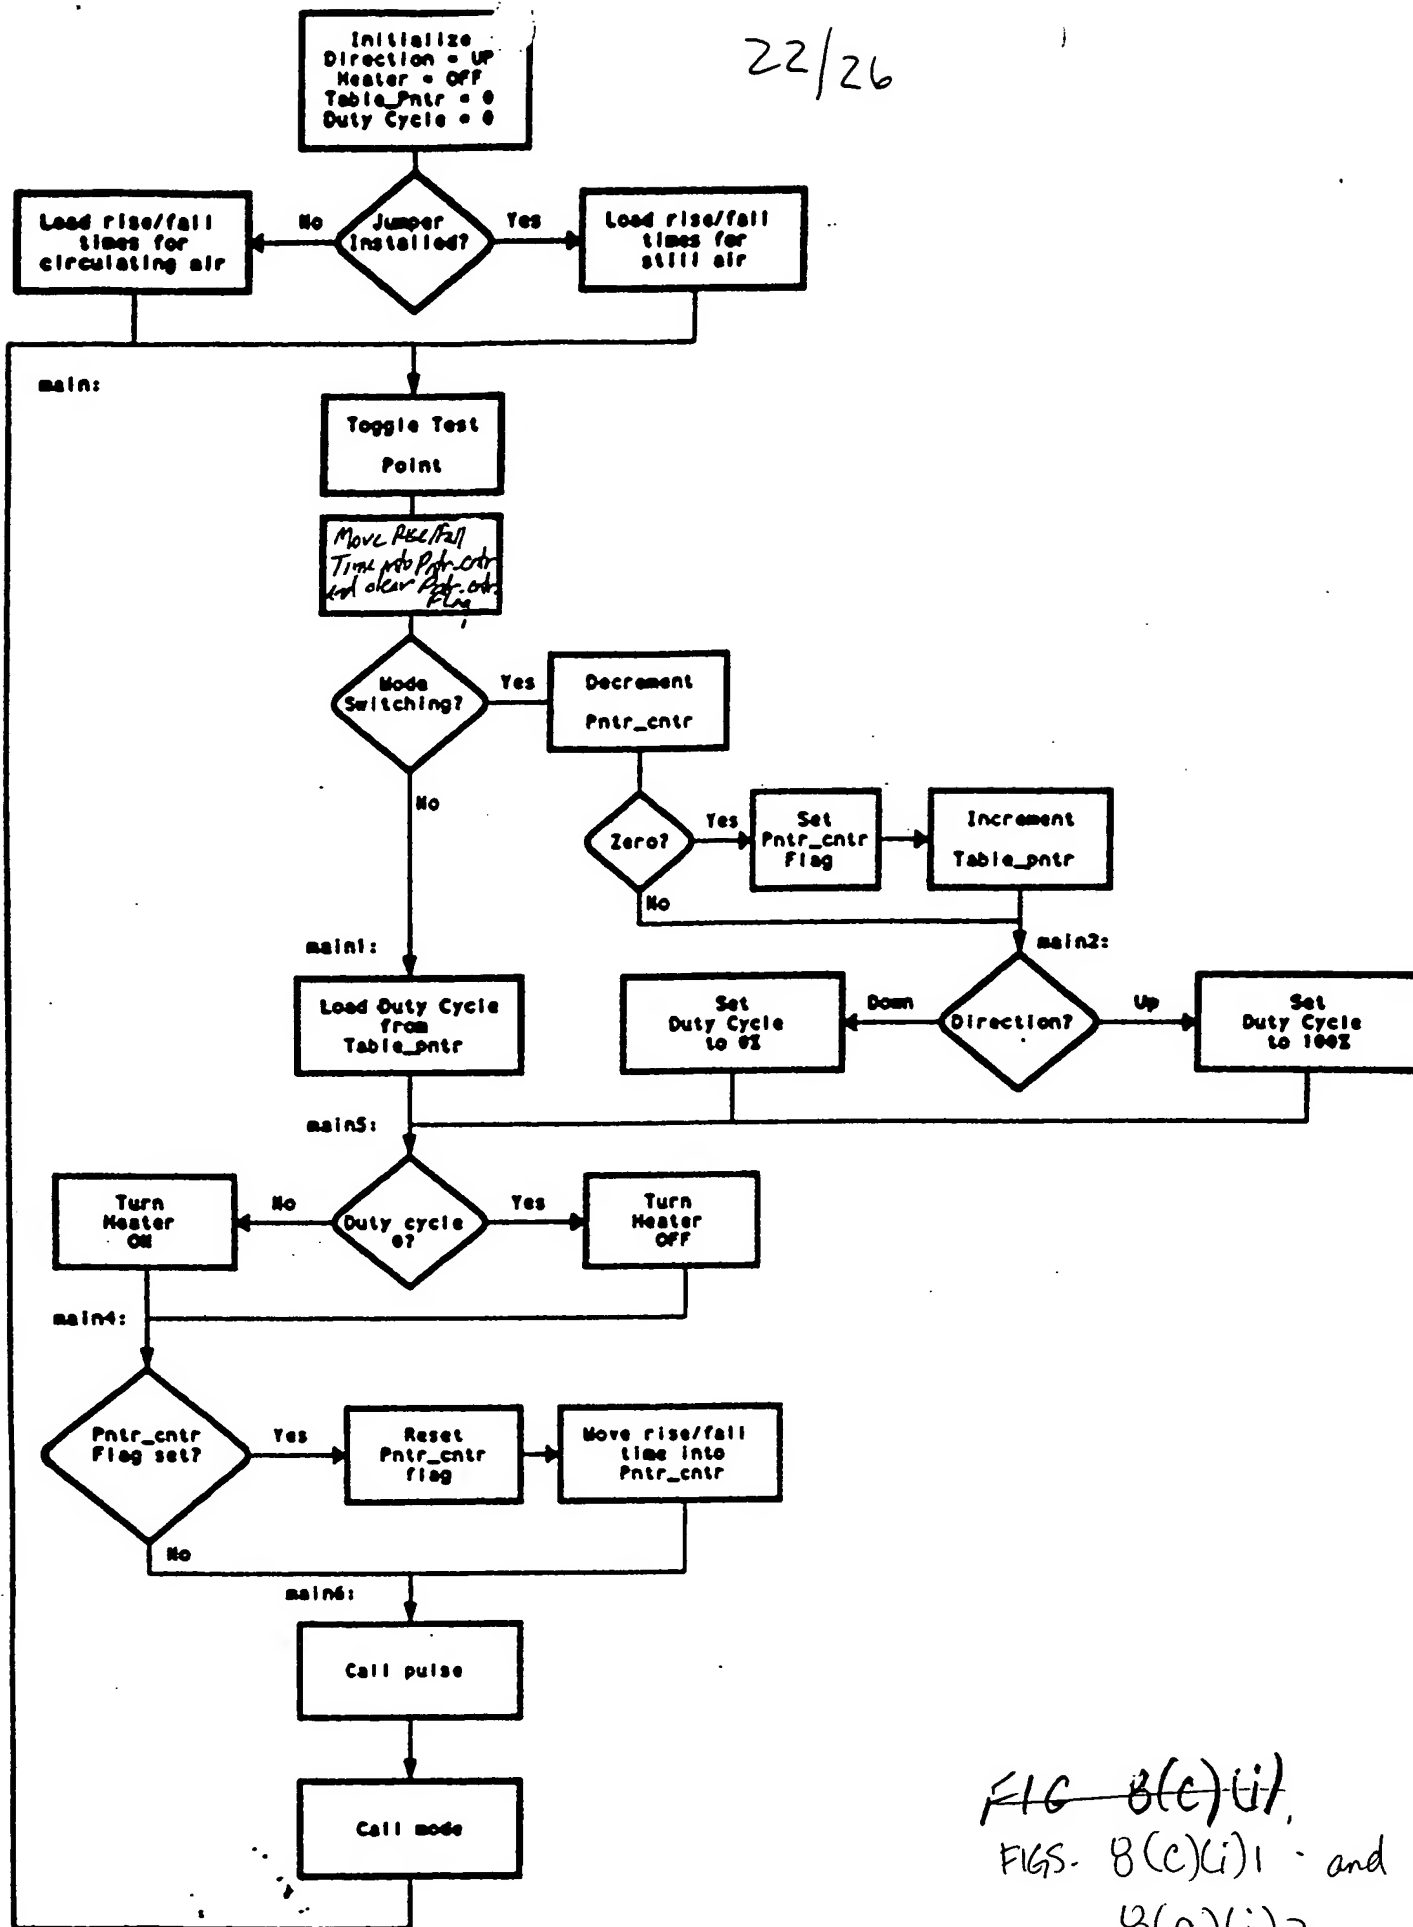 22/26
Initialize
Direction = UP
Heater = OFF
Table_Pntr = 0
Duty Cycle = 0
Jumper
Installed?
No
Yes
Load rise/fall
times for
circulating air
Load rise/fall
times for
still air
main:
Toggle Test
Point
Move Rise/Fall
Time into Pntr_cntr
and clear Pntr_cntr
Flag
Mode
Switching?
Yes
No
Decrement
Pntr_cntr
Zero?
Yes
No
Set
Pntr_cntr
Flag
Increment
Table_pntr
main1:
main2:
Load Duty Cycle
from
Table_pntr
Set
Duty Cycle
to 0%
Down
Direction?
Up
Set
Duty Cycle
to 100%
main5:
Turn
Heater
ON
No
Duty cycle
0?
Yes
Turn
Heater
OFF
main4:
Pntr_cntr
Flag set?
Yes
No
Reset
Pntr_cntr
flag
Move rise/fall
time into
Pntr_cntr
main6:
Call pulse
Call mode
FIG 8(c)(i)
FIGS. 8(c)(i)1 and
8(c)(i)2